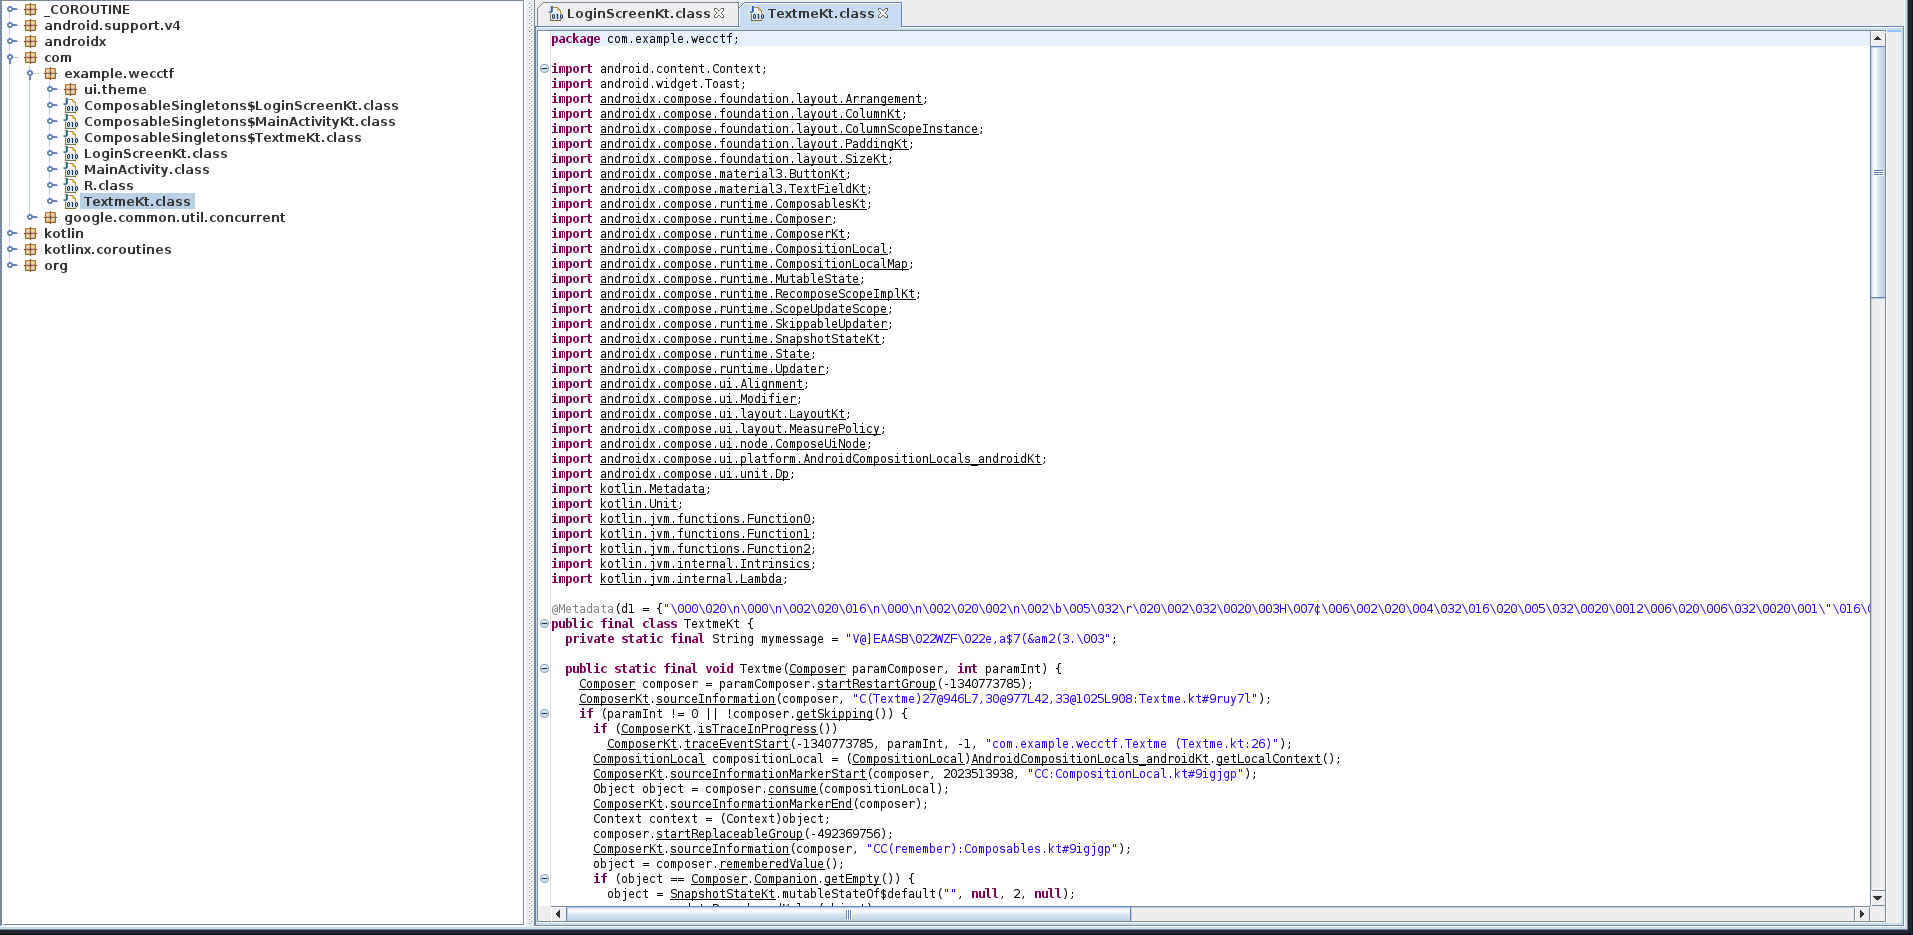 _COROUTINE
android.support.v4
androidx
com
example.wecctf
ui.theme
ComposableSingletons$LoginScreenKt.class
ComposableSingletons$MainActivityKt.class
ComposableSingletons$TextmeKt.class
LoginScreenKt.class
MainActivity.class
R.class
TextmeKt.class
google.common.util.concurrent
kotlin
kotlinx.coroutines
org
LoginScreenKt.class TextmeKt.class
package com.example.wecctf;
import android.content.Context;
import android.widget.Toast;
import androidx.compose.foundation.layout.Arrangement;
import androidx.compose.foundation.layout.ColumnKt;
import androidx.compose.foundation.layout.ColumnScopeInstance;
import androidx.compose.foundation.layout.PaddingKt;
import androidx.compose.foundation.layout.SizeKt;
import androidx.compose.material3.ButtonKt;
import androidx.compose.material3.TextFieldKt;
import androidx.compose.runtime.ComposablesKt;
import androidx.compose.runtime.Composer;
import androidx.compose.runtime.ComposerKt;
import androidx.compose.runtime.CompositionLocal;
import androidx.compose.runtime.CompositionLocalMap;
import androidx.compose.runtime.MutableState;
import androidx.compose.runtime.RecomposeScopeImplKt;
import androidx.compose.runtime.ScopeUpdateScope;
import androidx.compose.runtime.SkippableUpdater;
import androidx.compose.runtime.SnapshotStateKt;
import androidx.compose.runtime.State;
import androidx.compose.runtime.Updater;
import androidx.compose.ui.Alignment;
import androidx.compose.ui.Modifier;
import androidx.compose.ui.layout.LayoutKt;
import androidx.compose.ui.layout.MeasurePolicy;
import androidx.compose.ui.node.ComposeUiNode;
import androidx.compose.ui.platform.AndroidCompositionLocals_androidKt;
import androidx.compose.ui.unit.Dp;
import kotlin.Metadata;
import kotlin.Unit;
import kotlin.jvm.functions.Function0;
import kotlin.jvm.functions.Function1;
import kotlin.jvm.functions.Function2;
import kotlin.jvm.internal.Intrinsics;
import kotlin.jvm.internal.Lambda;
@Metadata(d1 = {"\000\020\n\000\n\002\020\016\n\000\n\002\020\002\n\002\b\005\032\r\020\002\032\0020\003H\007¢\006\002\020\004\032\016\020\005\032\0020\0012\006\020\006\032\0020\001\"\016\0
public final class TextmeKt {
private static final String mymessage = "V@]EAASB\022WZF\022e,a$7(&am2(3.\003";
public static final void Textme(Composer paramComposer, int paramInt) {
Composer composer = paramComposer.startRestartGroup(-1340773785);
ComposerKt.sourceInformation(composer, "C(Textme)27@946L7,30@977L42,33@1025L908:Textme.kt#9ruy7l");
if (paramInt != 0 || !composer.getSkipping()) {
if (ComposerKt.isTraceInProgress())
ComposerKt.traceEventStart(-1340773785, paramInt, -1, "com.example.wecctf.Textme (Textme.kt:26)");
CompositionLocal compositionLocal = (CompositionLocal)AndroidCompositionLocals_androidKt.getLocalContext();
ComposerKt.sourceInformationMarkerStart(composer, 2023513938, "CC:CompositionLocal.kt#9igjgp");
Object object = composer.consume(compositionLocal);
ComposerKt.sourceInformationMarkerEnd(composer);
Context context = (Context)object;
composer.startReplaceableGroup(-492369756);
ComposerKt.sourceInformation(composer, "CC(remember):Composables.kt#9igjgp");
object = composer.rememberedValue();
if (object == Composer.Companion.getEmpty()) {
object = SnapshotStateKt.mutableStateOf$default("", null, 2, null);